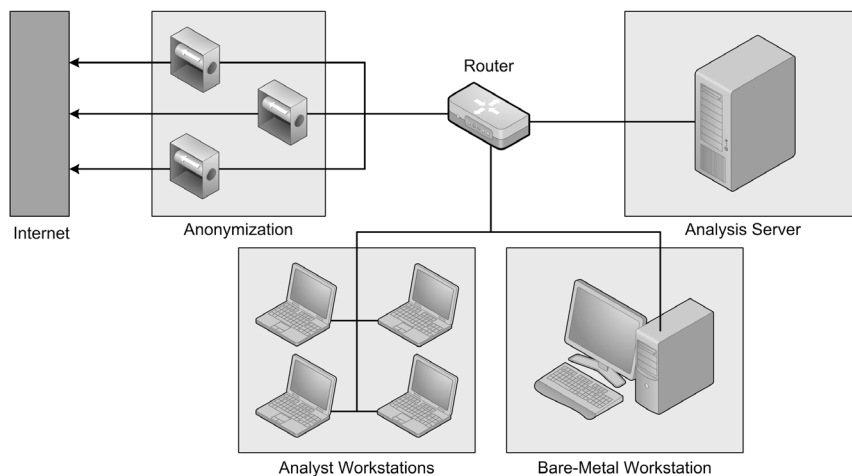 Router
Internet
Anonymization
Analysis Server
Analyst Workstations
Bare-Metal Workstation